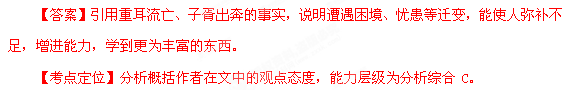 【答案】引用重耳流亡、子胥出奔的事实，说明遭遇困境、忧患等迁变，能使人弥补不
足，增进能力，学到更为丰富的东西。
【考点定位】分析概括作者在文中的观点态度，能力层级为分析综合 C。